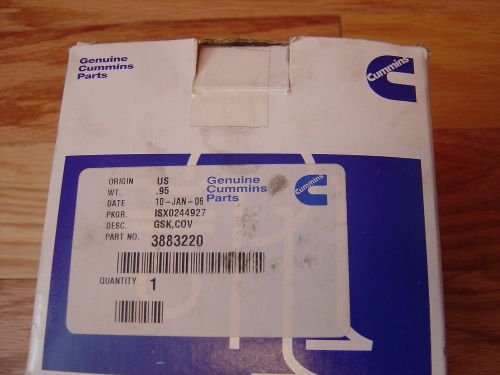 Genuine
Cummins
Parts
Cummins
ORIGIN US
WT. .95
DATE 10-JAN-06
PKGR. ISX0244927
DESC. GSK,COV
PART NO. 3883220
Genuine
Cummins
Parts
Cummins
QUANTITY 1